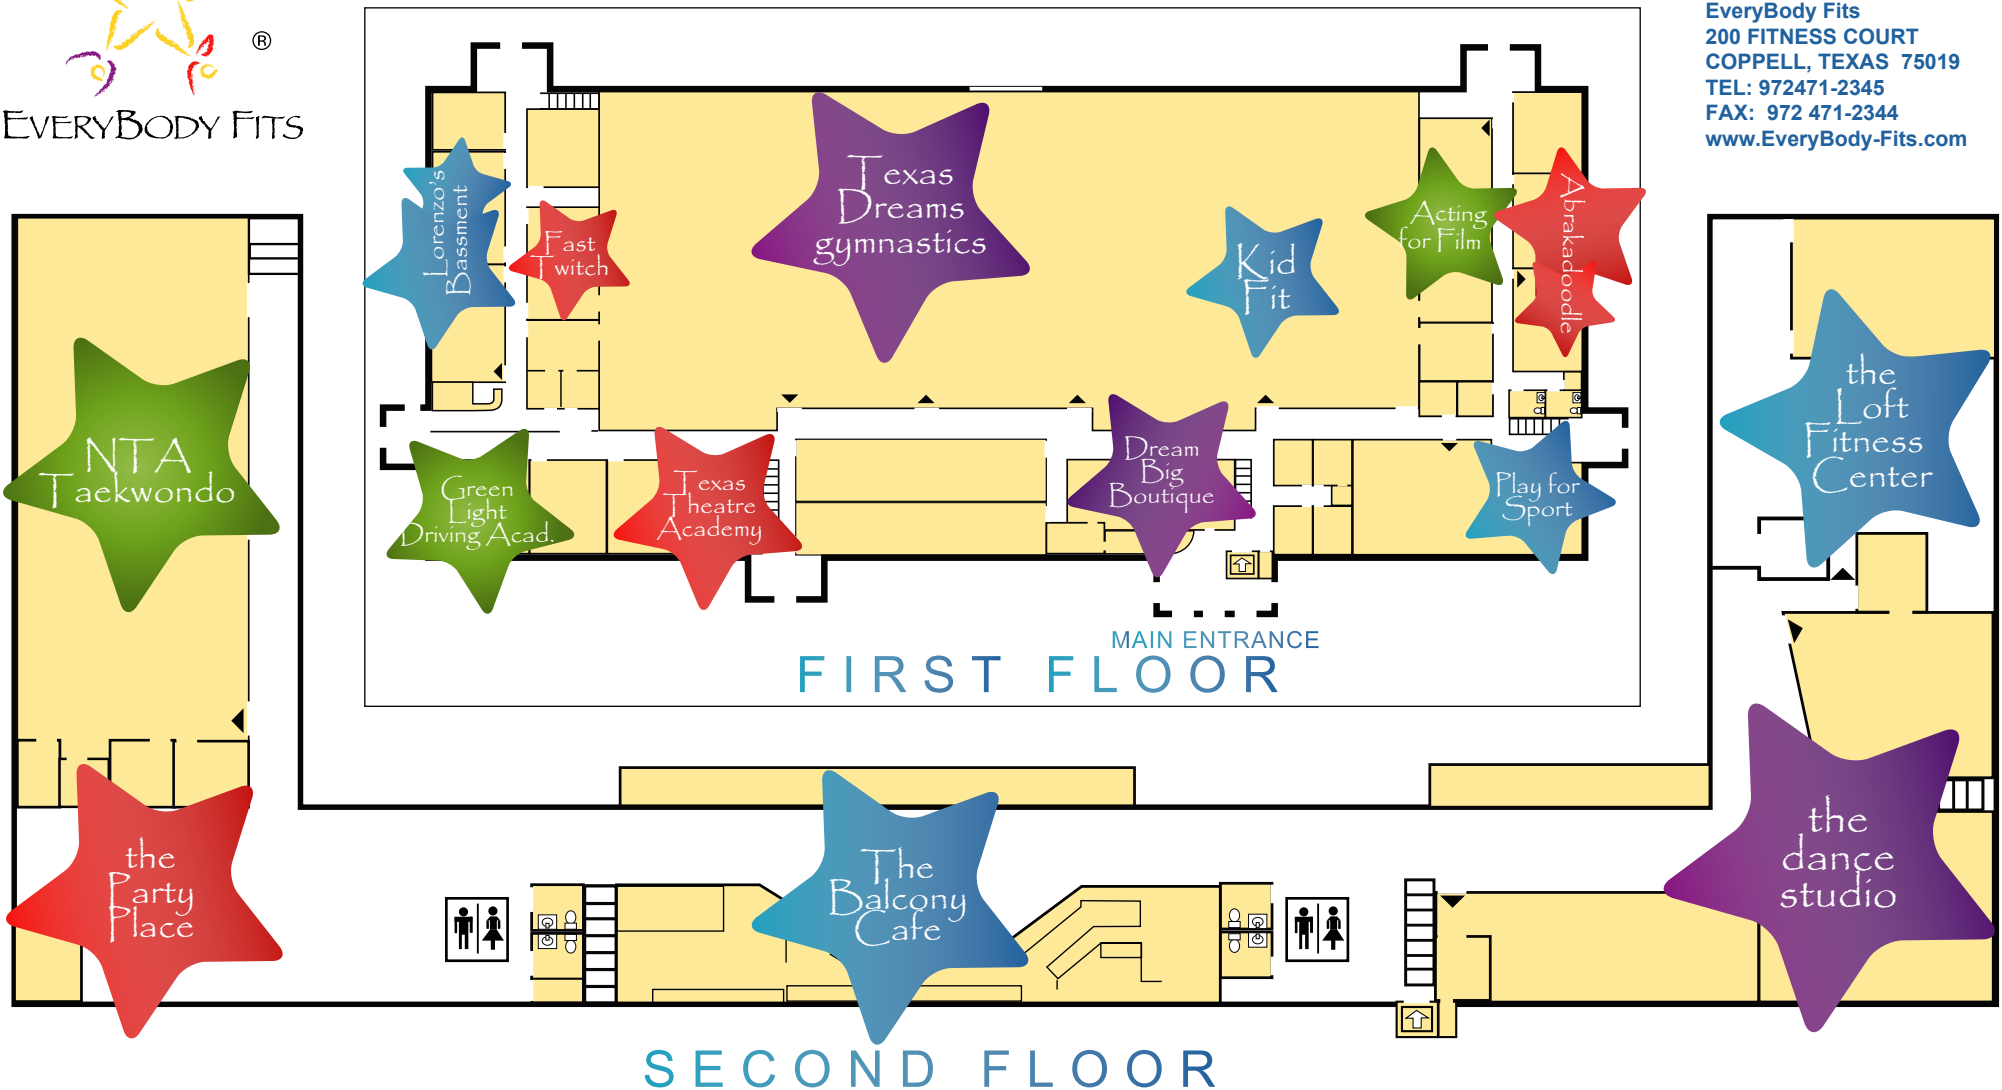 ®
EVERYBODY FITS
EveryBody Fits
200 FITNESS COURT
COPPELL, TEXAS 75019
TEL: 972471-2345
FAX: 972 471-2344
www.EveryBody-Fits.com
Lorenzo's
Bassment
Fast
Twitch
Texas
Dreams
gymnastics
Kid
Fit
Acting
for Film
Abrakadoodle
Green
Light
Driving Acad.
Texas
Theatre
Academy
Dream
Big
Boutique
Play for
Sport
MAIN ENTRANCE
FIRST FLOOR
NTA
Taekwondo
the
Loft
Fitness
Center
the
Party
Place
The
Balcony
Cafe
the
dance
studio
SECOND FLOOR